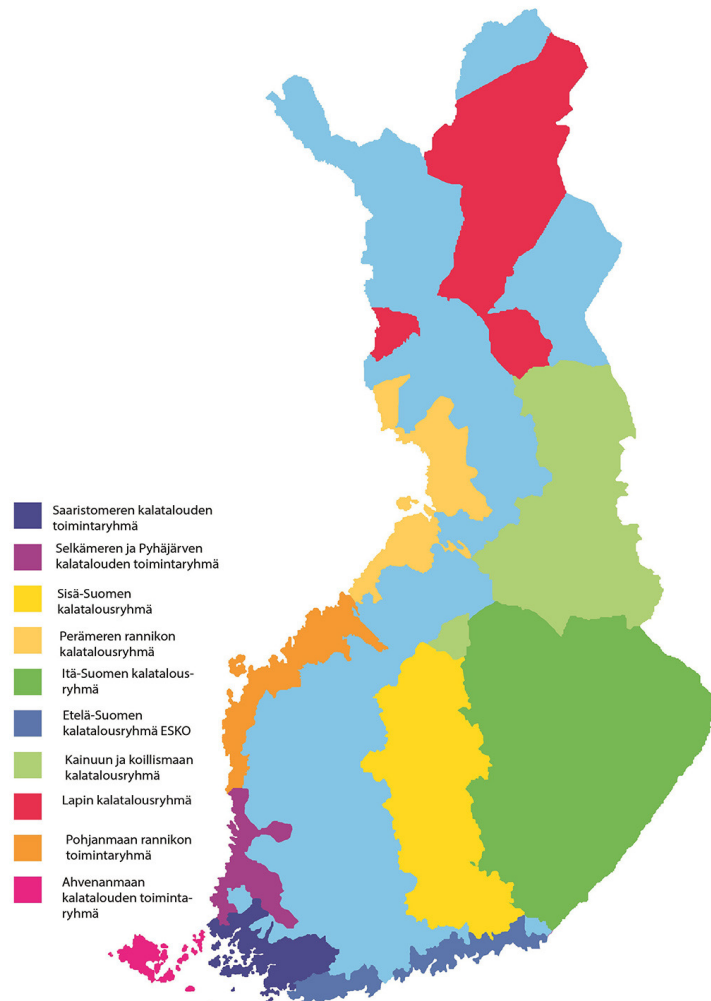 Saaristomeren kalatalouden
toimintaryhmä
Selkämeren ja Pyhäjärven
kalatalouden toimintaryhmä
Sisä-Suomen
kalatalousryhmä
Perämeren rannikon
kalatalousryhmä
Itä-Suomen kalatalous-
ryhmä
Etelä-Suomen
kalatalousryhmä ESKO
Kainuun ja koillismaan
kalatalousryhmä
Lapin kalatalousryhmä
Pohjanmaan rannikon
toimintaryhmä
Ahvenanmaan
kalatalouden toiminta-
ryhmä